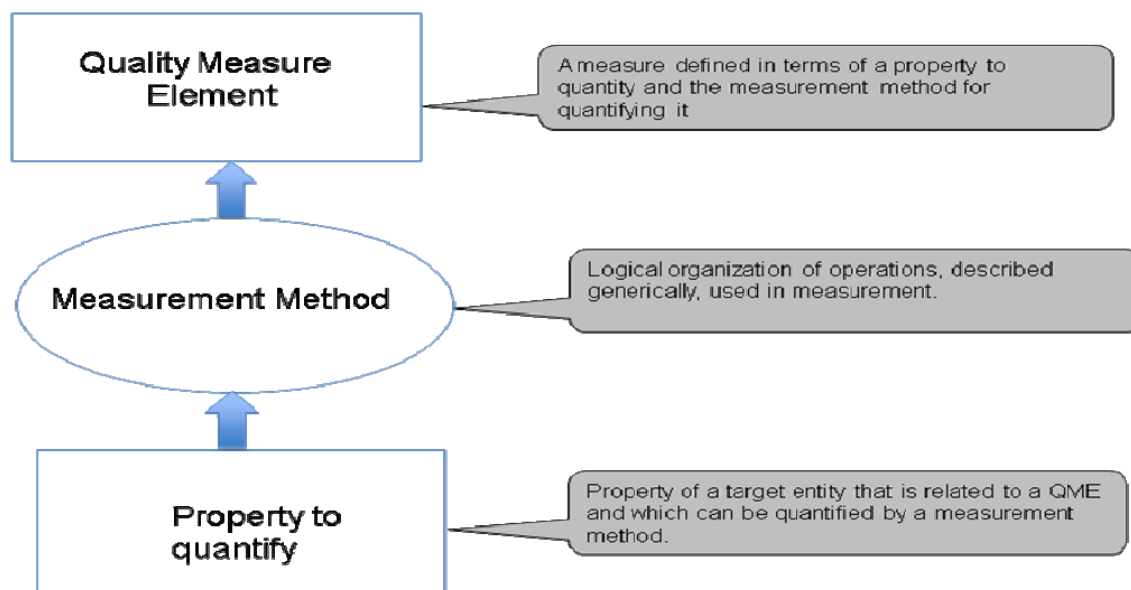 Quality Measure
Element
A measure defined in terms of a property to
quantity and the measurement method for
quantifying it
Measurement Method
Logical organization of operations, described
generically, used in measurement.
Property to
quantify
Property of a target entity that is related to a QME
and which can be quantified by a measurement
method.